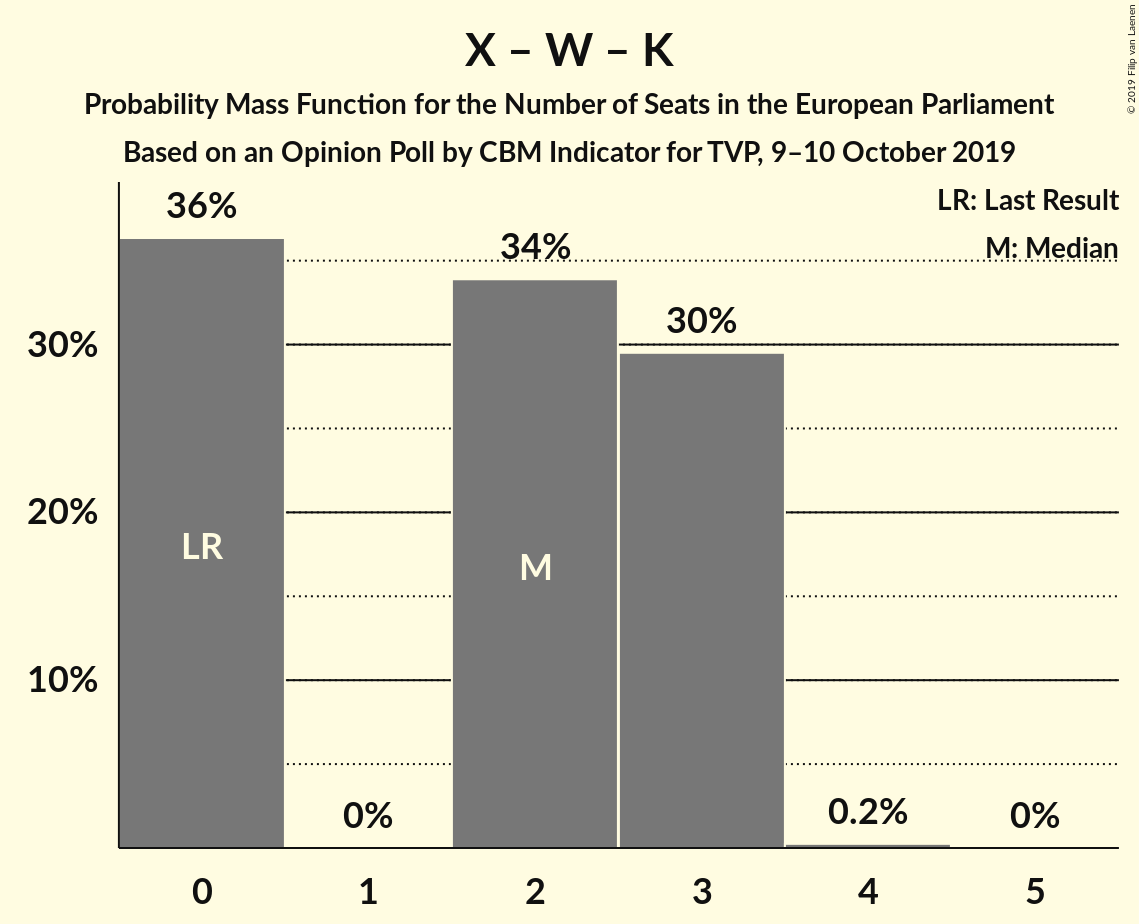 X – W – K
Probability Mass Function for the Number of Seats in the European Parliament
Based on an Opinion Poll by CBM Indicator for TVP, 9–10 October 2019
© 2019 Filip van Laenen
LR: Last Result
M: Median
36%
34%
30%
0%
0.2%
0%
30%
20%
10%
LR
M
0 1 2 3 4 5